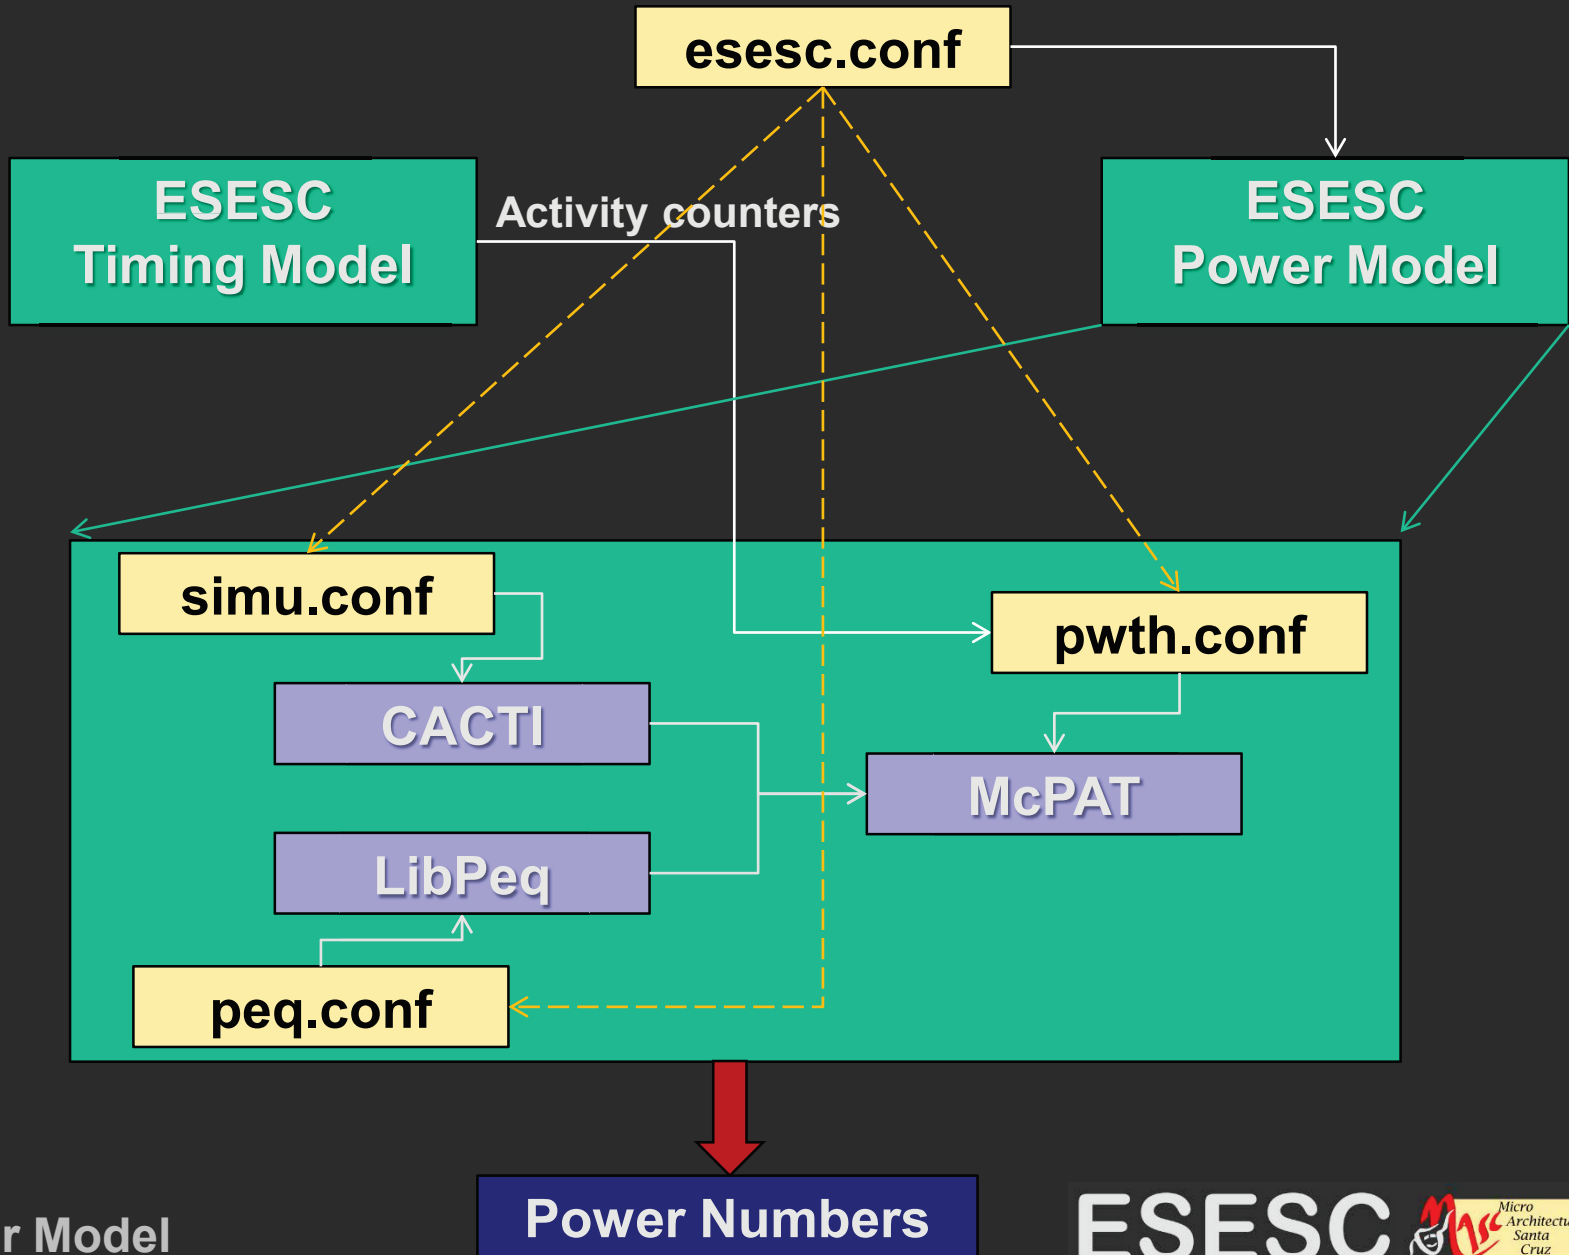 esesc.conf
ESESC
Timing Model
Activity counters
ESESC
Power Model
simu.conf
pwth.conf
CACTI
McPAT
LibPeq
peq.conf
Power Numbers
r Model
ESESC
Masc
Micro
Architectu
Santa
Cruz